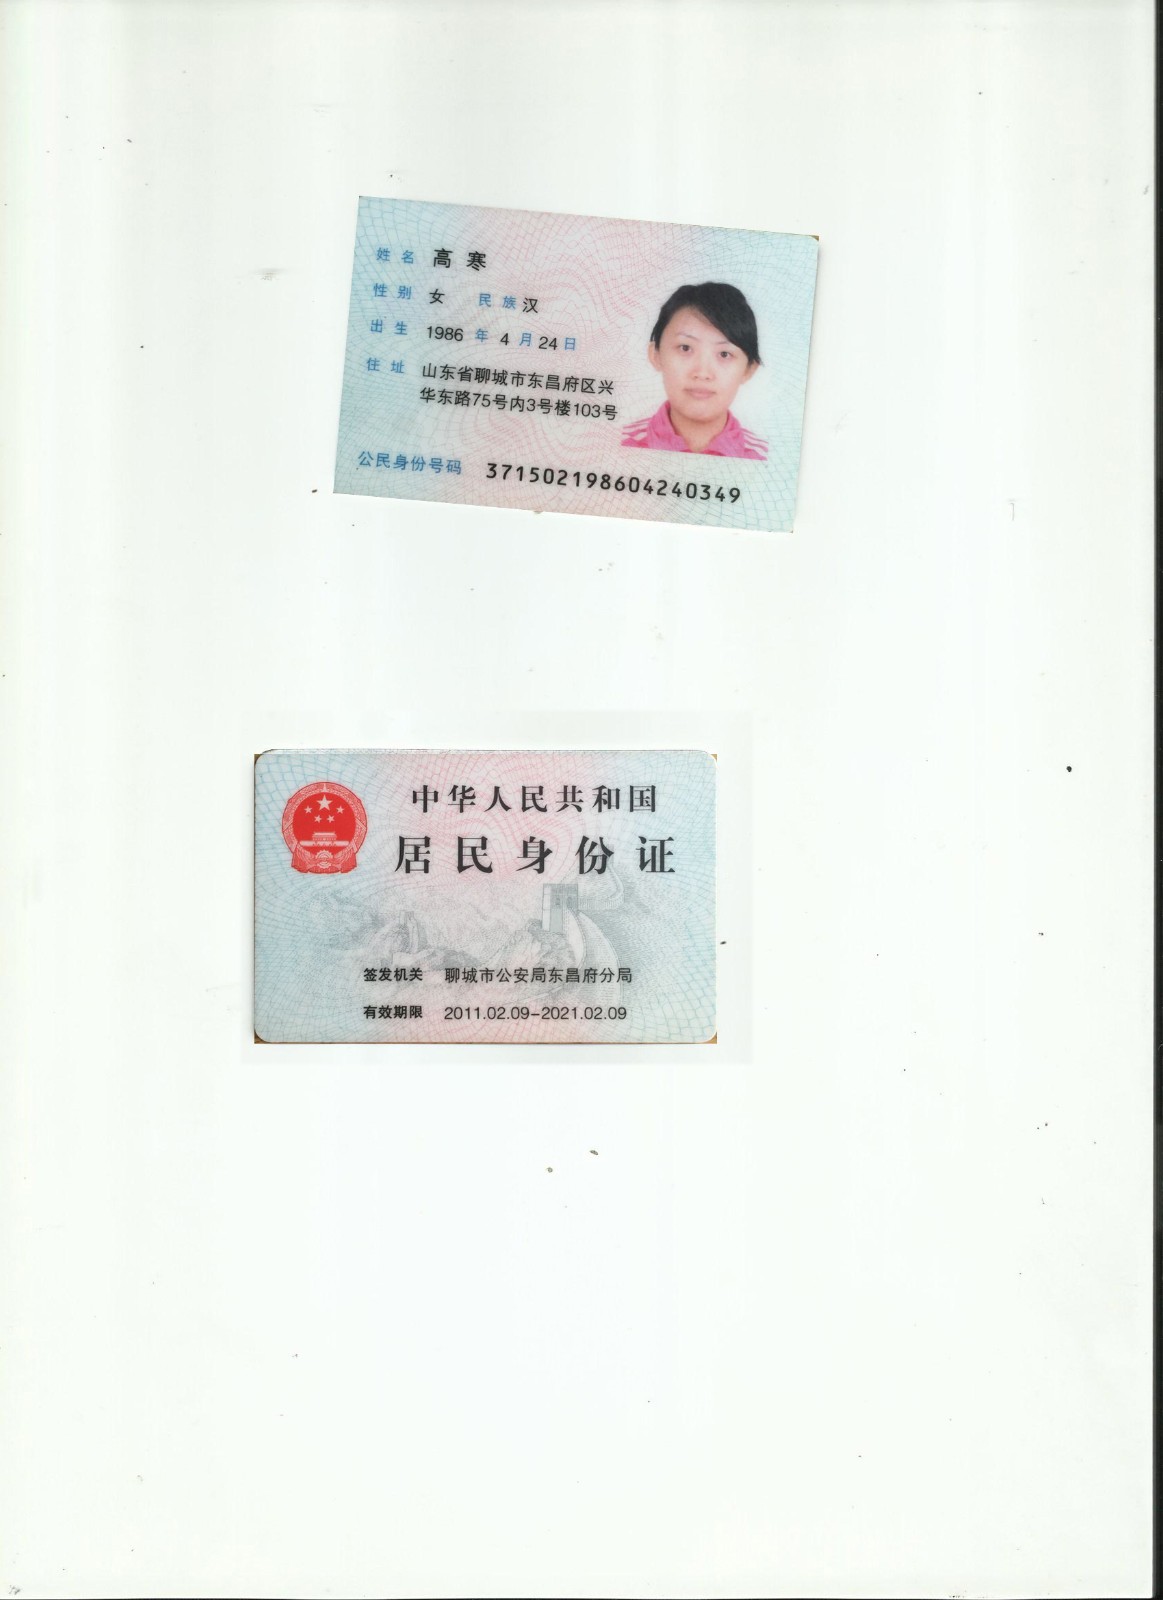 姓名 高寒
性别 女 民族 汉
出生 1986 年 4 月 24 日
住址 山东省聊城市东昌府区兴
华东路75号内3号楼103号
公民身份号码 371502198604240349
中华人民共和国
居民身份证
签发机关 聊城市公安局东昌府分局
有效期限 2011.02.09-2021.02.09